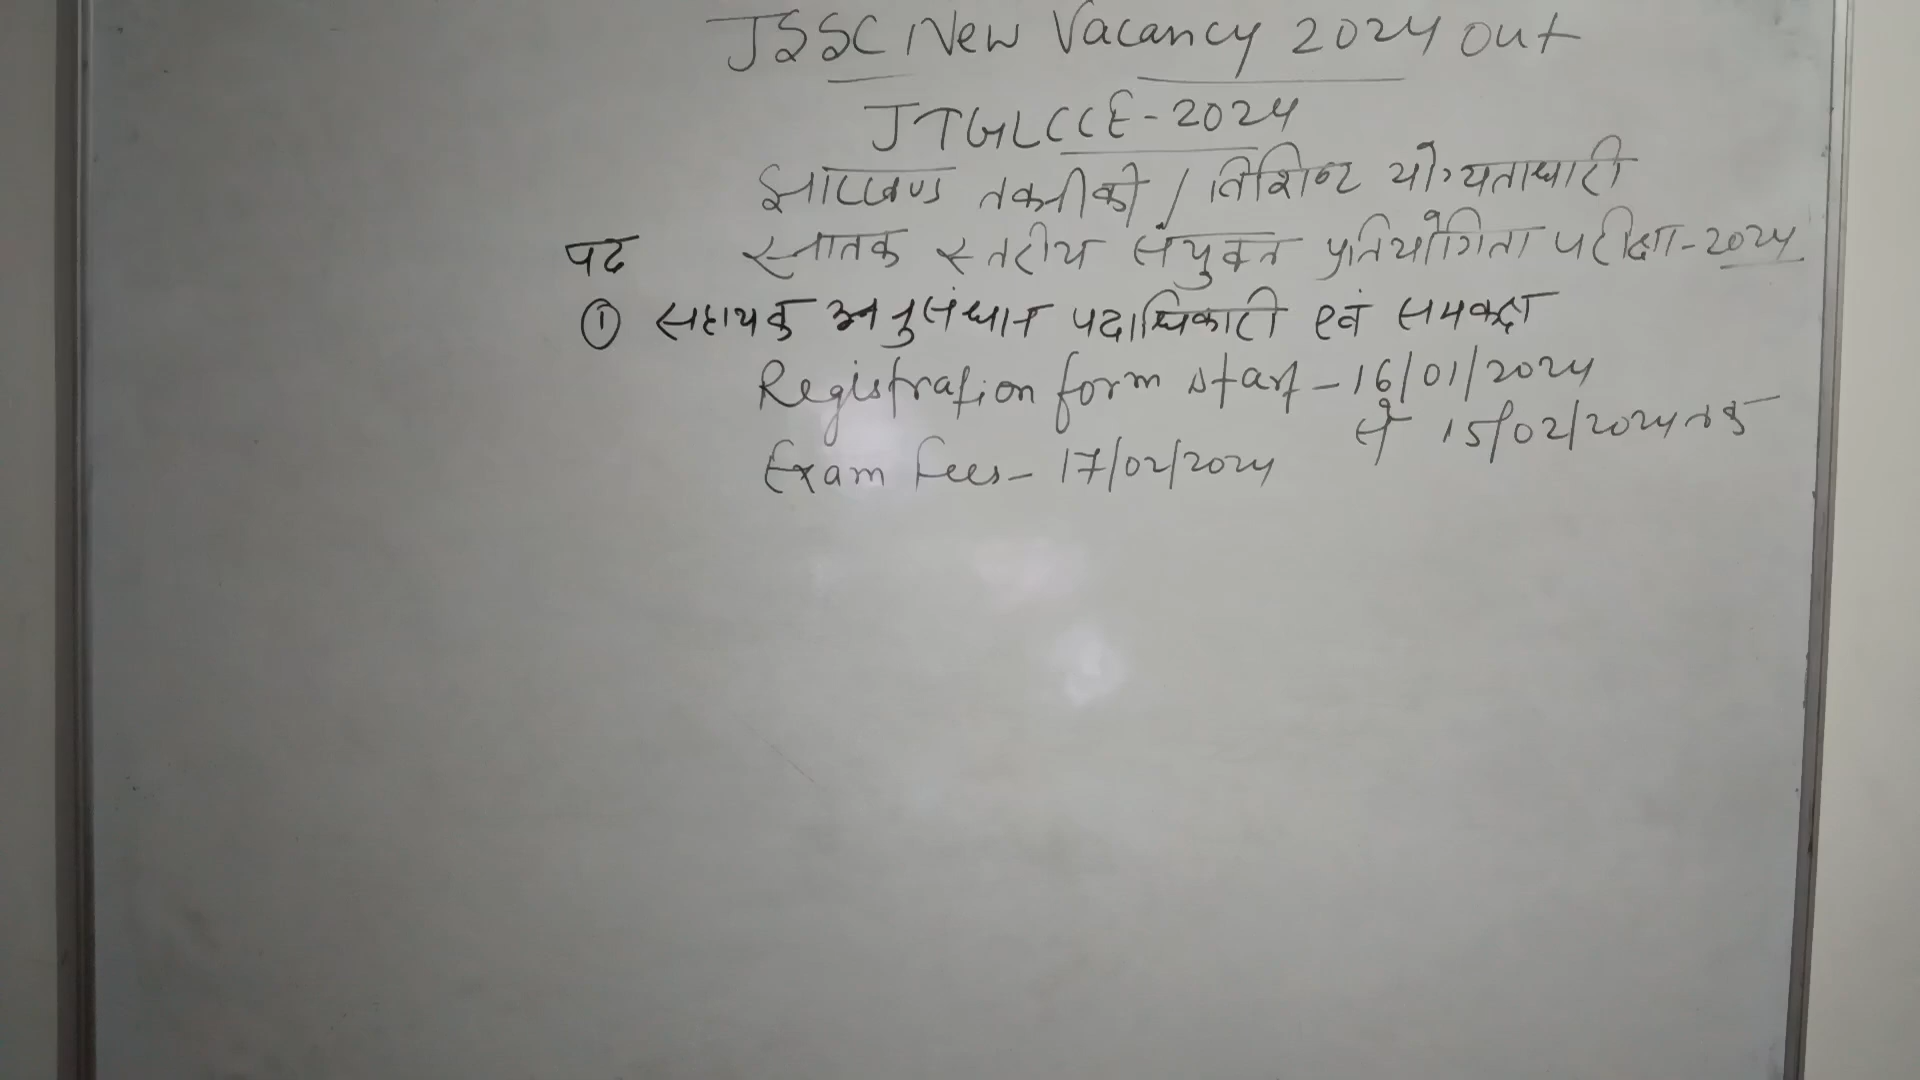 JSSC New Vacancy 2024 out
JTGLCCE-2024
झारखण्ड तकनीकी / विशिष्ट योग्यताधारी
पद स्नातक स्तरीय संयुक्त प्रतियोगिता परीक्षा-2024
① सहायक अनुसंधान पदाधिकारी एवं समकक्ष
Registration form start - 16/01/2024
से 15/02/2024 तक
Exam Fees - 17/02/2024